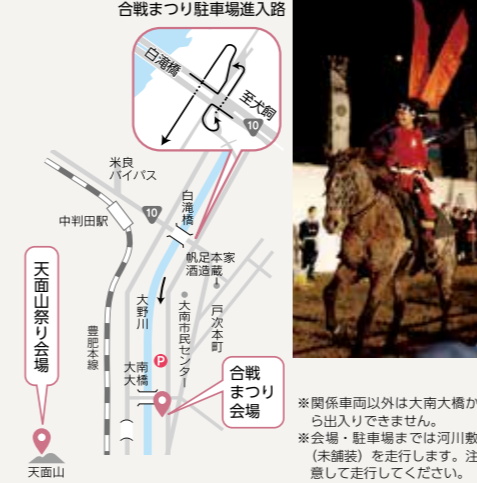 合戦まつり駐車場進入路
白滝橋
至犬飼
10
米良
バイパス
10
白滝橋
中判田駅
帆足本家
酒造蔵
天面山祭り会場
大野川
大南市民センター
戸次本町
豊肥本線
大南
大橋
P
合戦
まつり
会場
天面山
※関係車両以外は大南大橋か
ら出入りできません。
※会場・駐車場までは河川敷
（未舗装）を走行します。注
意して走行してください。